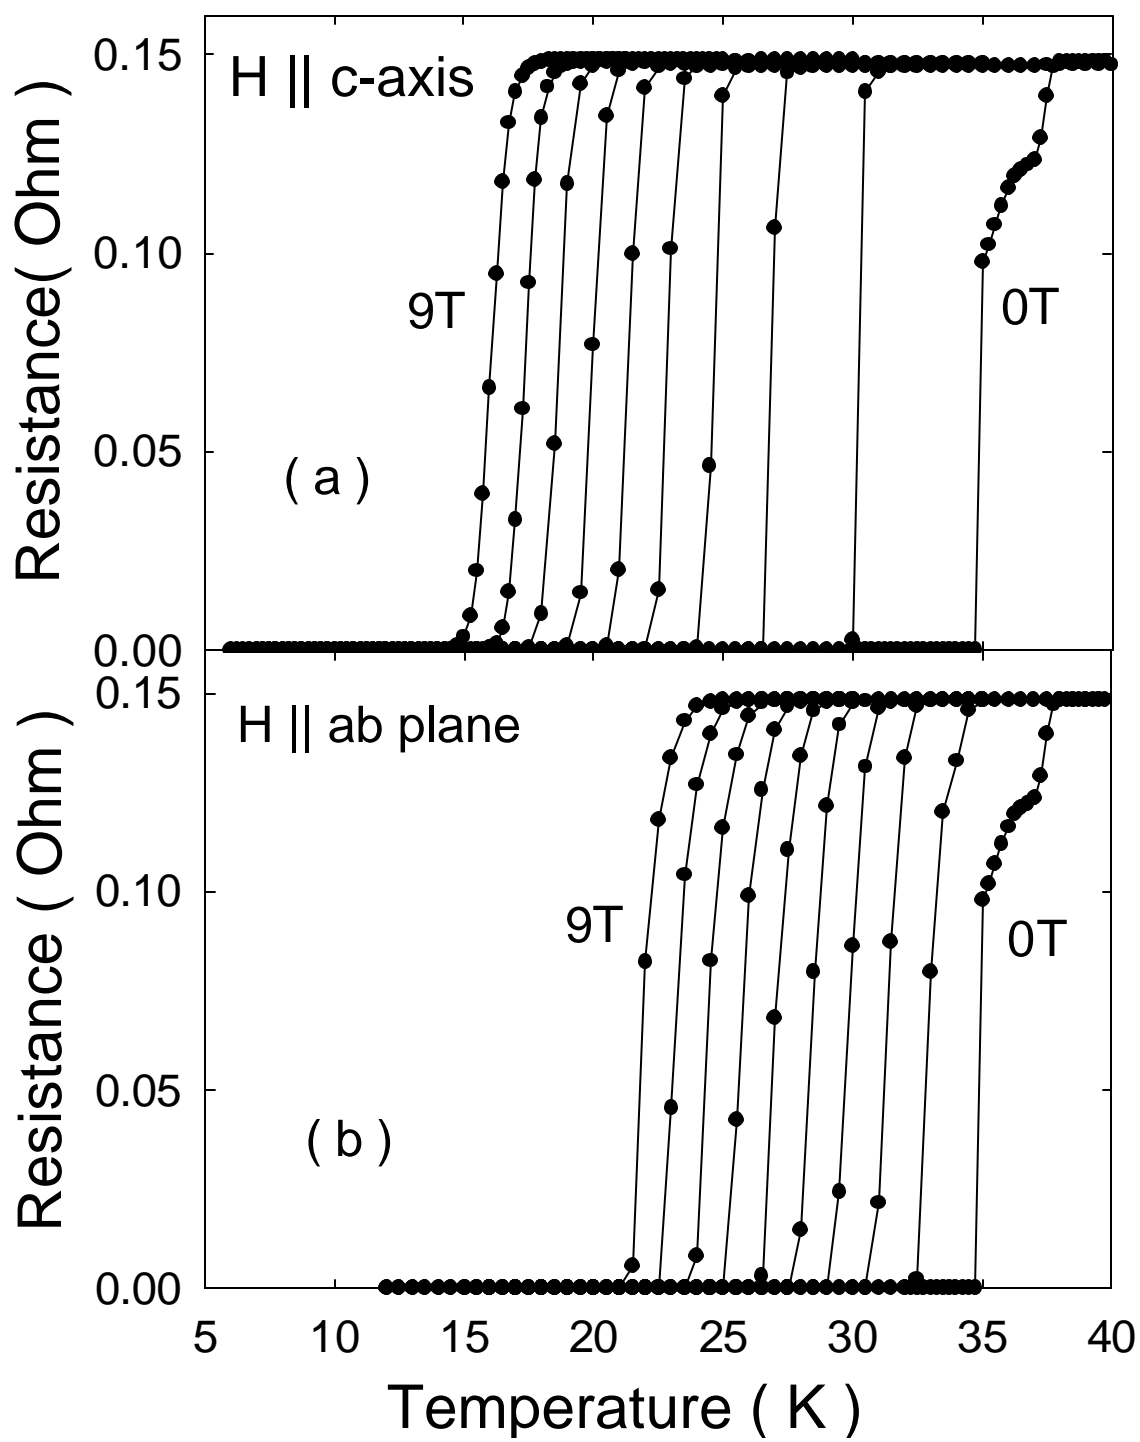 0.15
H || c-axis
Resistance( Ohm )
0.10
9T
0T
0.05
( a )
0.00
0.15
H || ab plane
Resistance ( Ohm )
0.10
9T
0T
0.05
( b )
0.00
5 10 15 20 25 30 35 40
Temperature ( K )